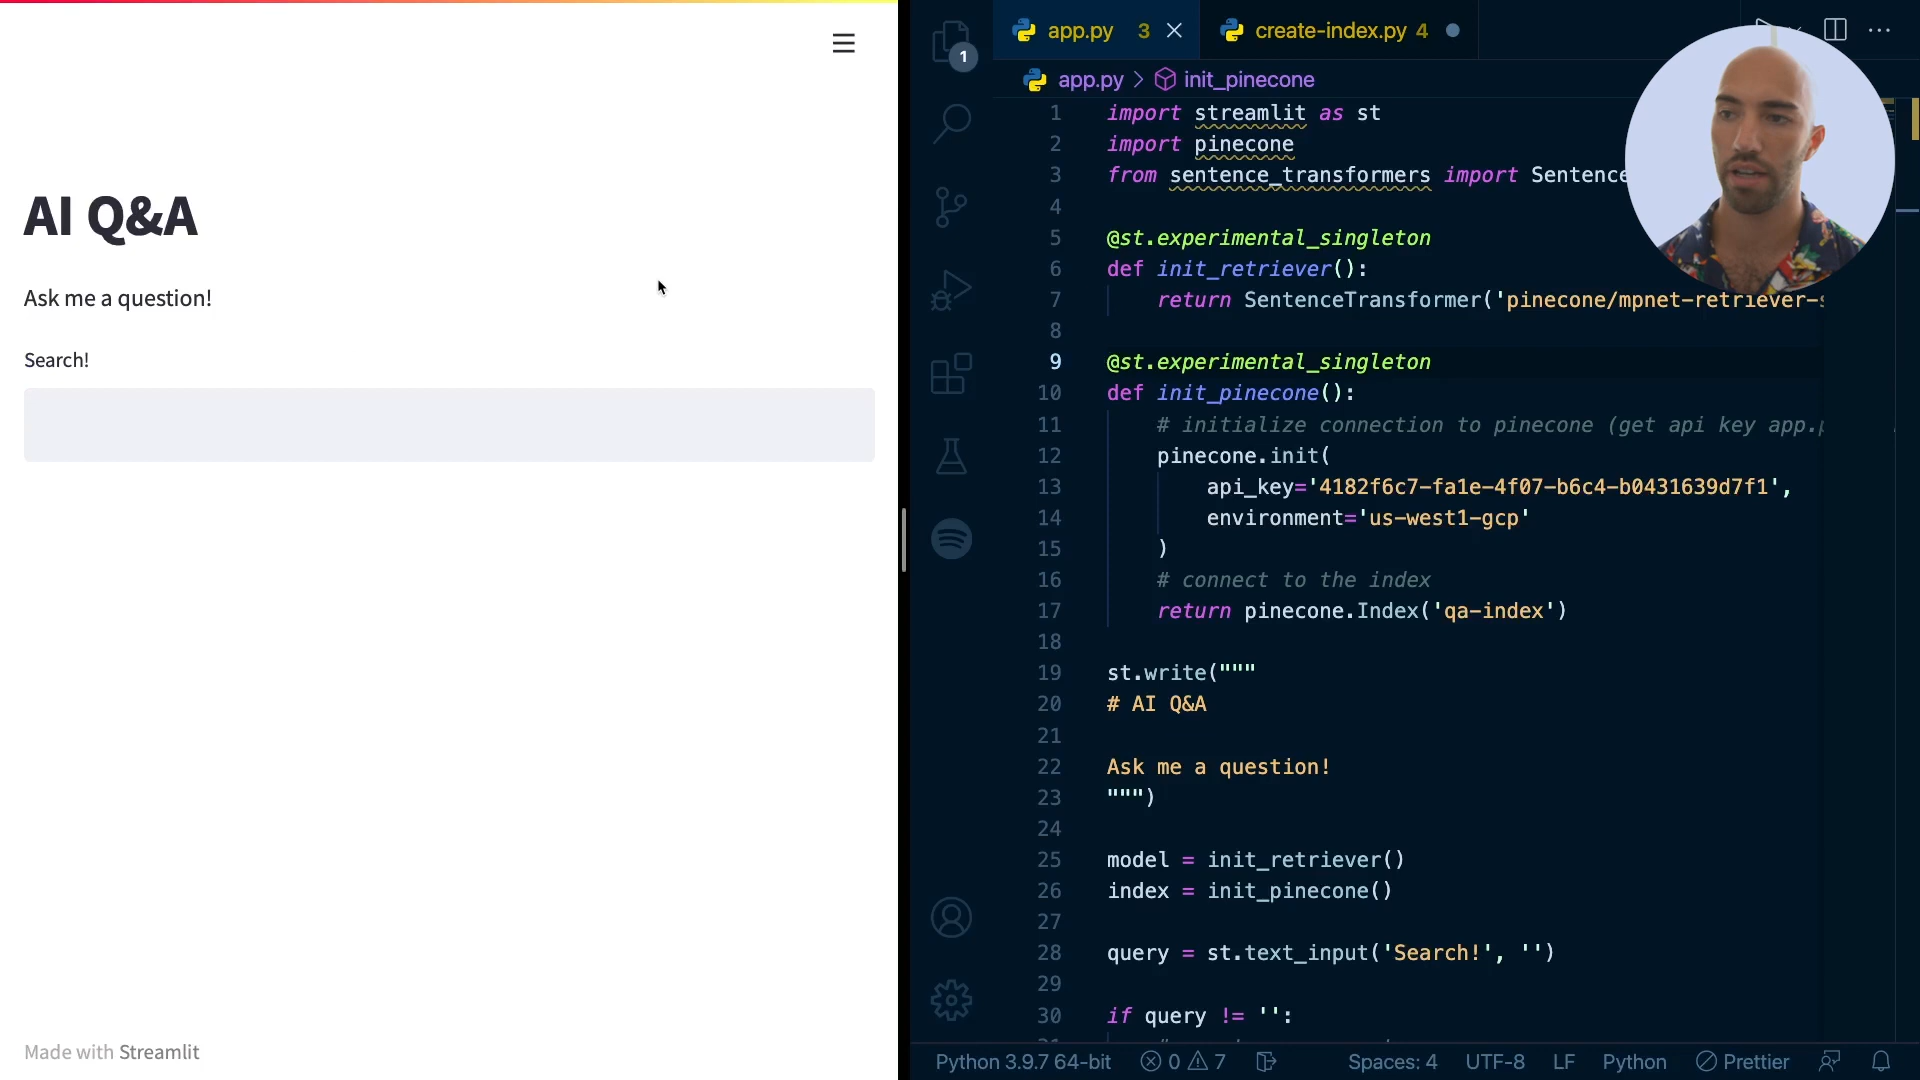 AI Q&A
Ask me a question!
Search!
Made with Streamlit
1
app.py 3
create-index.py 4
app.py > init_pinecone
1 import streamlit as st
2 import pinecone
3 from sentence_transformers import Sentence
4
5 @st.experimental_singleton
6 def init_retriever():
7 return SentenceTransformer('pinecone/mpnet-retriever-s
8
9 @st.experimental_singleton
10 def init_pinecone():
11 # initialize connection to pinecone (get api key app.p
12 pinecone.init(
13 api_key='4182f6c7-fa1e-4f07-b6c4-b0431639d7f1',
14 environment='us-west1-gcp'
15 )
16 # connect to the index
17 return pinecone.Index('qa-index')
18
19 st.write("""
20 # AI Q&A
21
22 Ask me a question!
23 """)
24
25 model = init_retriever()
26 index = init_pinecone()
27
28 query = st.text_input('Search!', '')
29
30 if query != '':
Python 3.9.7 64-bit 0 7 Spaces: 4 UTF-8 LF Python Prettier